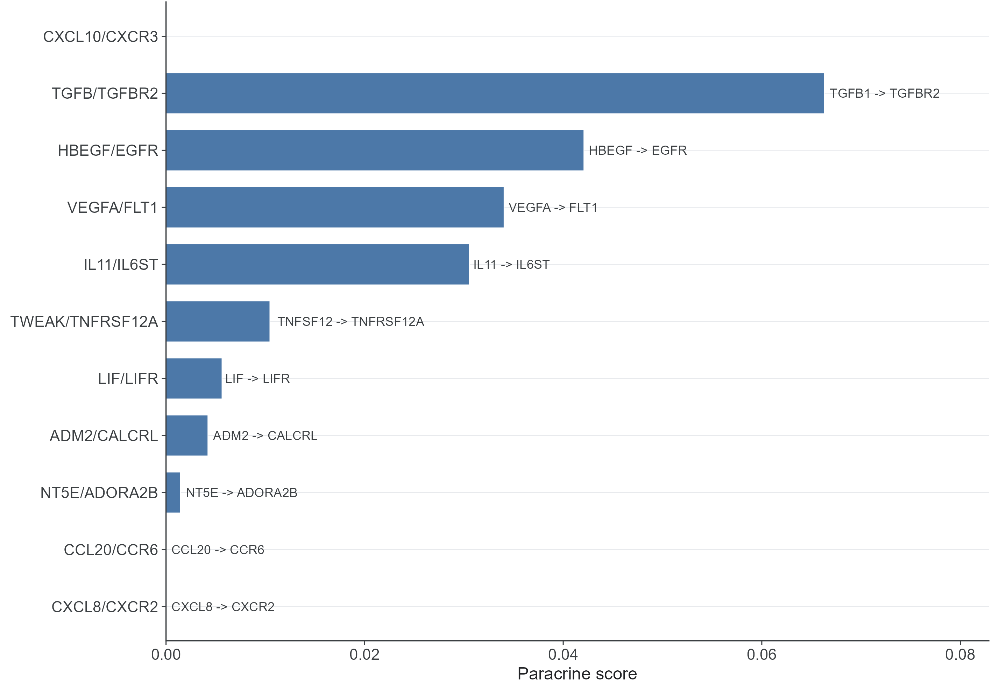 CXCL10/CXCR3
TGFB/TGFBR2 TGFB1 -> TGFBR2
HBEGF/EGFR HBEGF -> EGFR
VEGFA/FLT1 VEGFA -> FLT1
IL11/IL6ST IL11 -> IL6ST
TWEAK/TNFRSF12A TNFSF12 -> TNFRSF12A
LIF/LIFR LIF -> LIFR
ADM2/CALCRL ADM2 -> CALCRL
NT5E/ADORA2B NT5E -> ADORA2B
CCL20/CCR6 CCL20 -> CCR6
CXCL8/CXCR2 CXCL8 -> CXCR2
0.00 0.02 0.04 0.06 0.08
Paracrine score